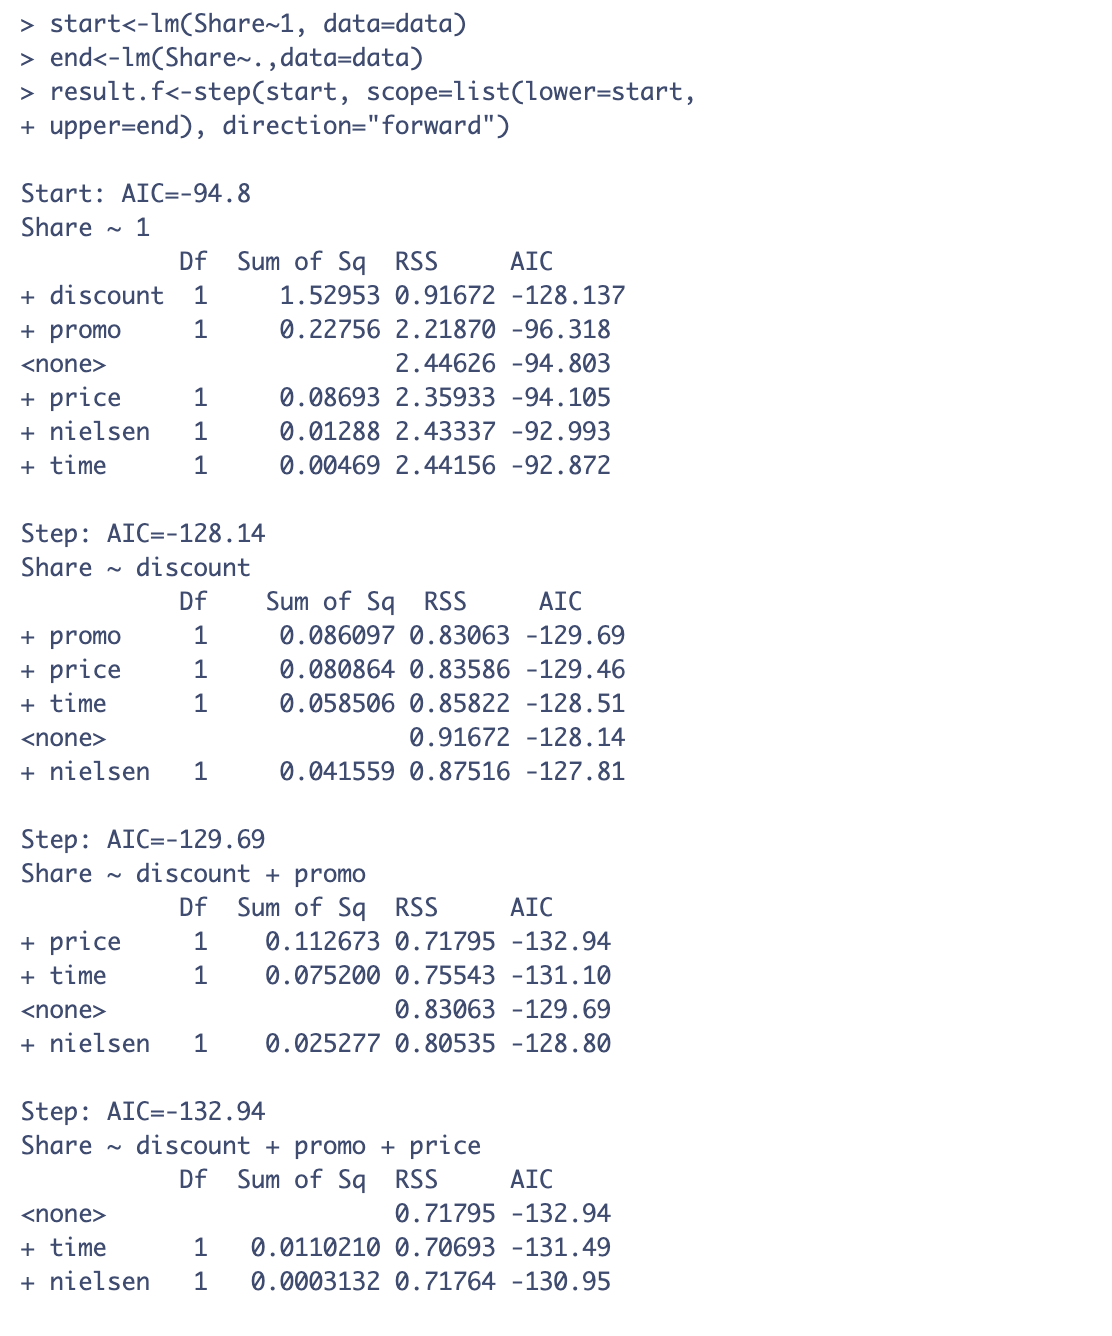 > start<-lm(Share~1, data=data)
> end<-lm(Share~.,data=data)
> result.f<-step(start, scope=list(lower=start,
+ upper=end), direction="forward")
Start: AIC=-94.8
Share ~ 1
Df Sum of Sq RSS AIC
+ discount 1 1.52953 0.91672 -128.137
+ promo 1 0.22756 2.21870 -96.318
<none> 2.44626 -94.803
+ price 1 0.08693 2.35933 -94.105
+ nielsen 1 0.01288 2.43337 -92.993
+ time 1 0.00469 2.44156 -92.872
Step: AIC=-128.14
Share ~ discount
Df Sum of Sq RSS AIC
+ promo 1 0.086097 0.83063 -129.69
+ price 1 0.080864 0.83586 -129.46
+ time 1 0.058506 0.85822 -128.51
<none> 0.91672 -128.14
+ nielsen 1 0.041559 0.87516 -127.81
Step: AIC=-129.69
Share ~ discount + promo
Df Sum of Sq RSS AIC
+ price 1 0.112673 0.71795 -132.94
+ time 1 0.075200 0.75543 -131.10
<none> 0.83063 -129.69
+ nielsen 1 0.025277 0.80535 -128.80
Step: AIC=-132.94
Share ~ discount + promo + price
Df Sum of Sq RSS AIC
<none> 0.71795 -132.94
+ time 1 0.0110210 0.70693 -131.49
+ nielsen 1 0.0003132 0.71764 -130.95